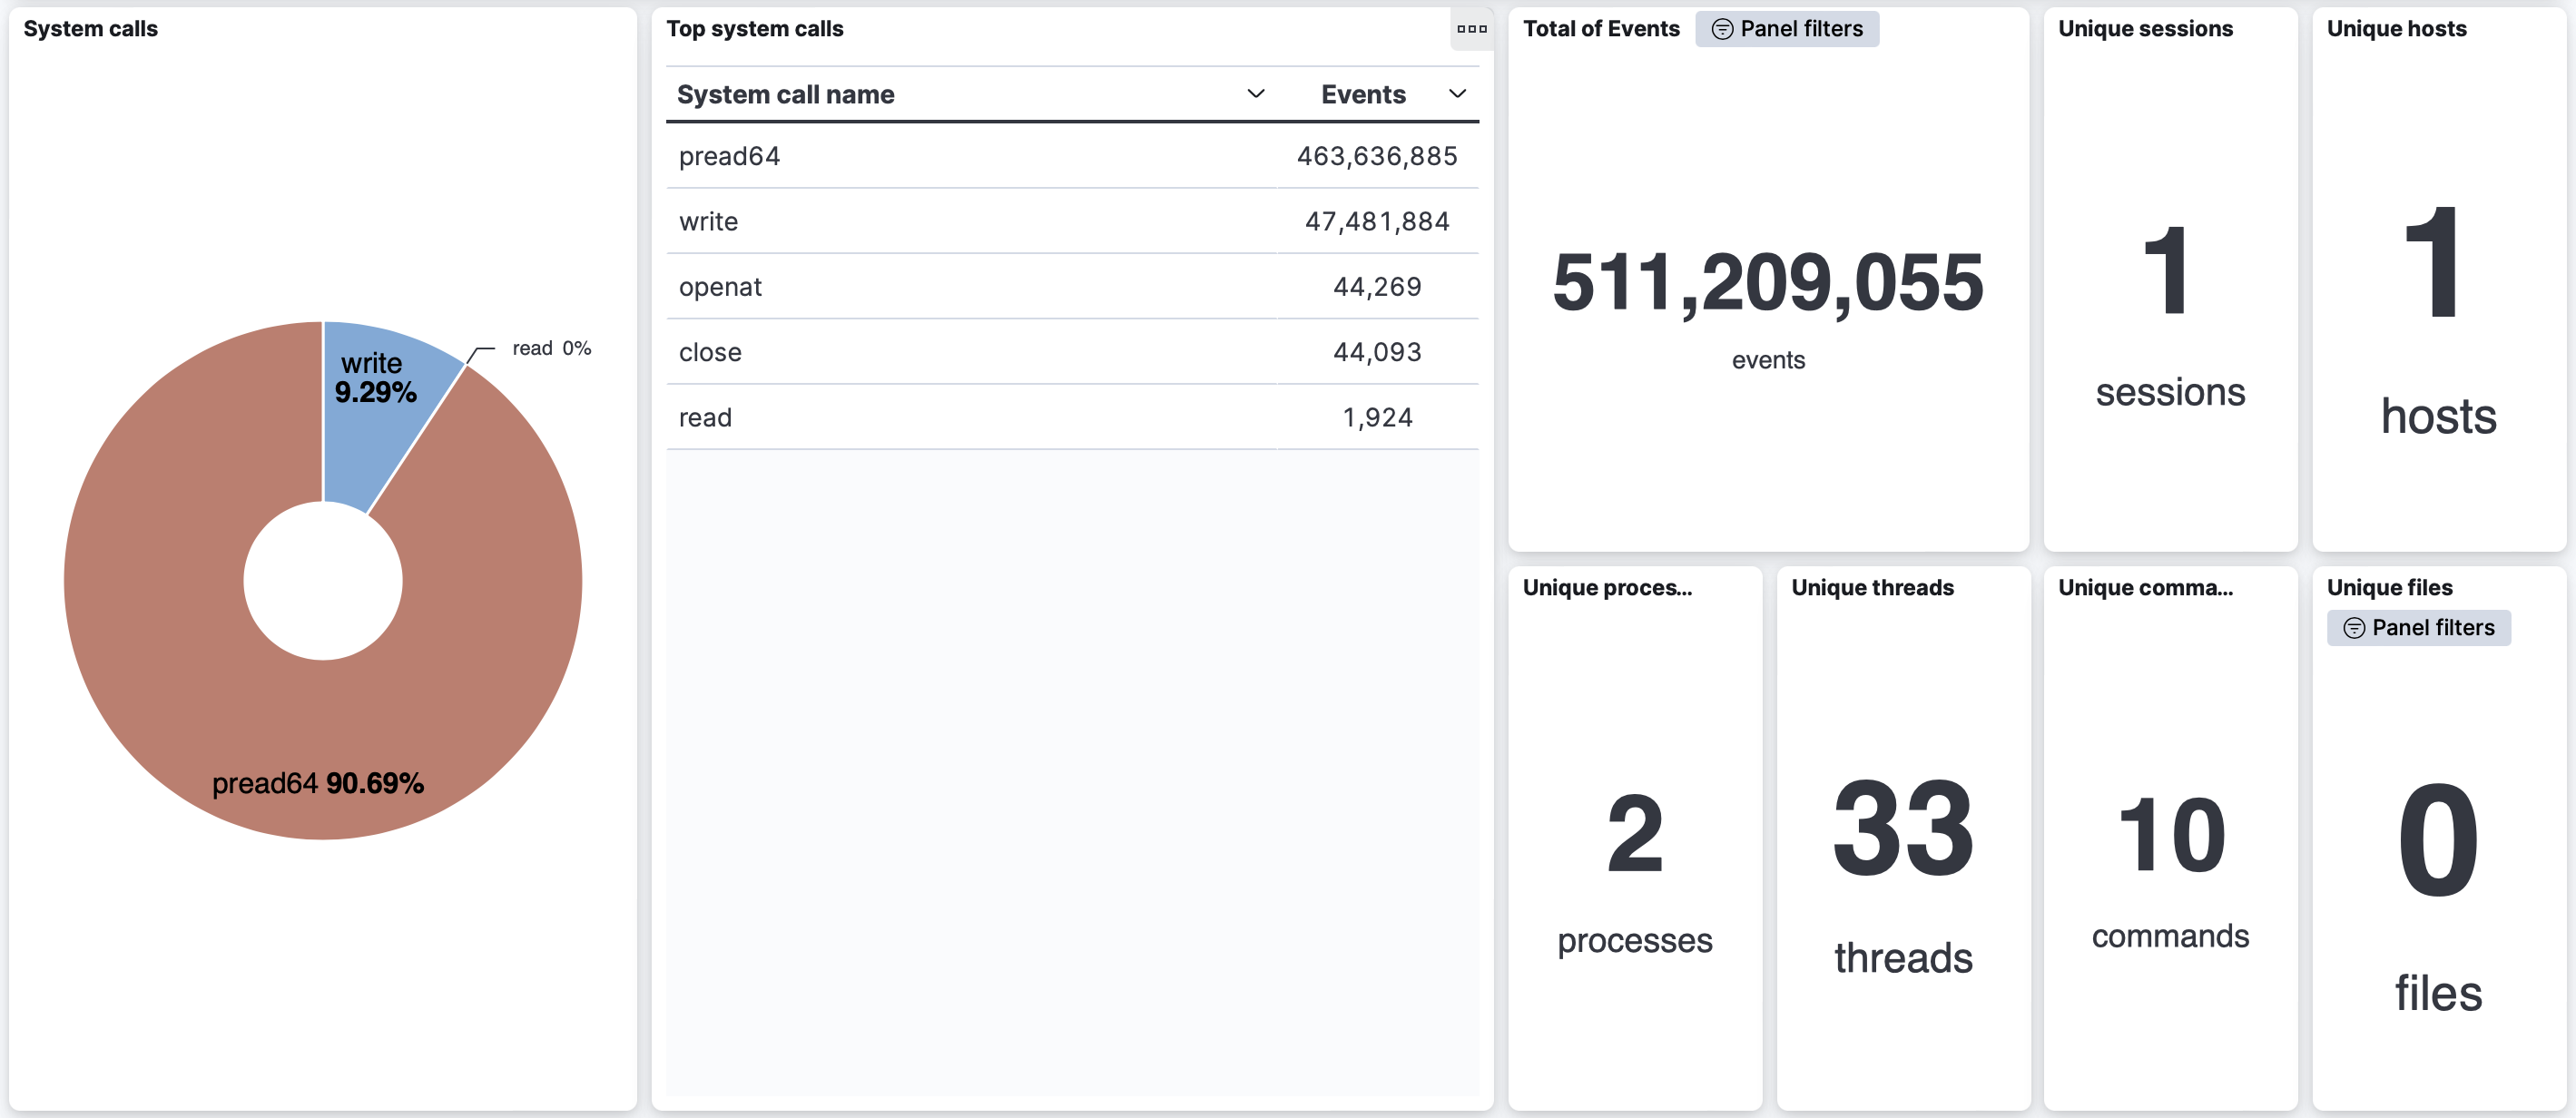 System calls
write
9.29%
read 0%
pread64 90.69%
Top system calls
System call name Events
pread64 463,636,885
write 47,481,884
openat 44,269
close 44,093
read 1,924
Total of Events Panel filters
511,209,055
events
Unique sessions
1
sessions
Unique hosts
1
hosts
Unique proces...
2
processes
Unique threads
33
threads
Unique comma...
10
commands
Unique files
Panel filters
0
files